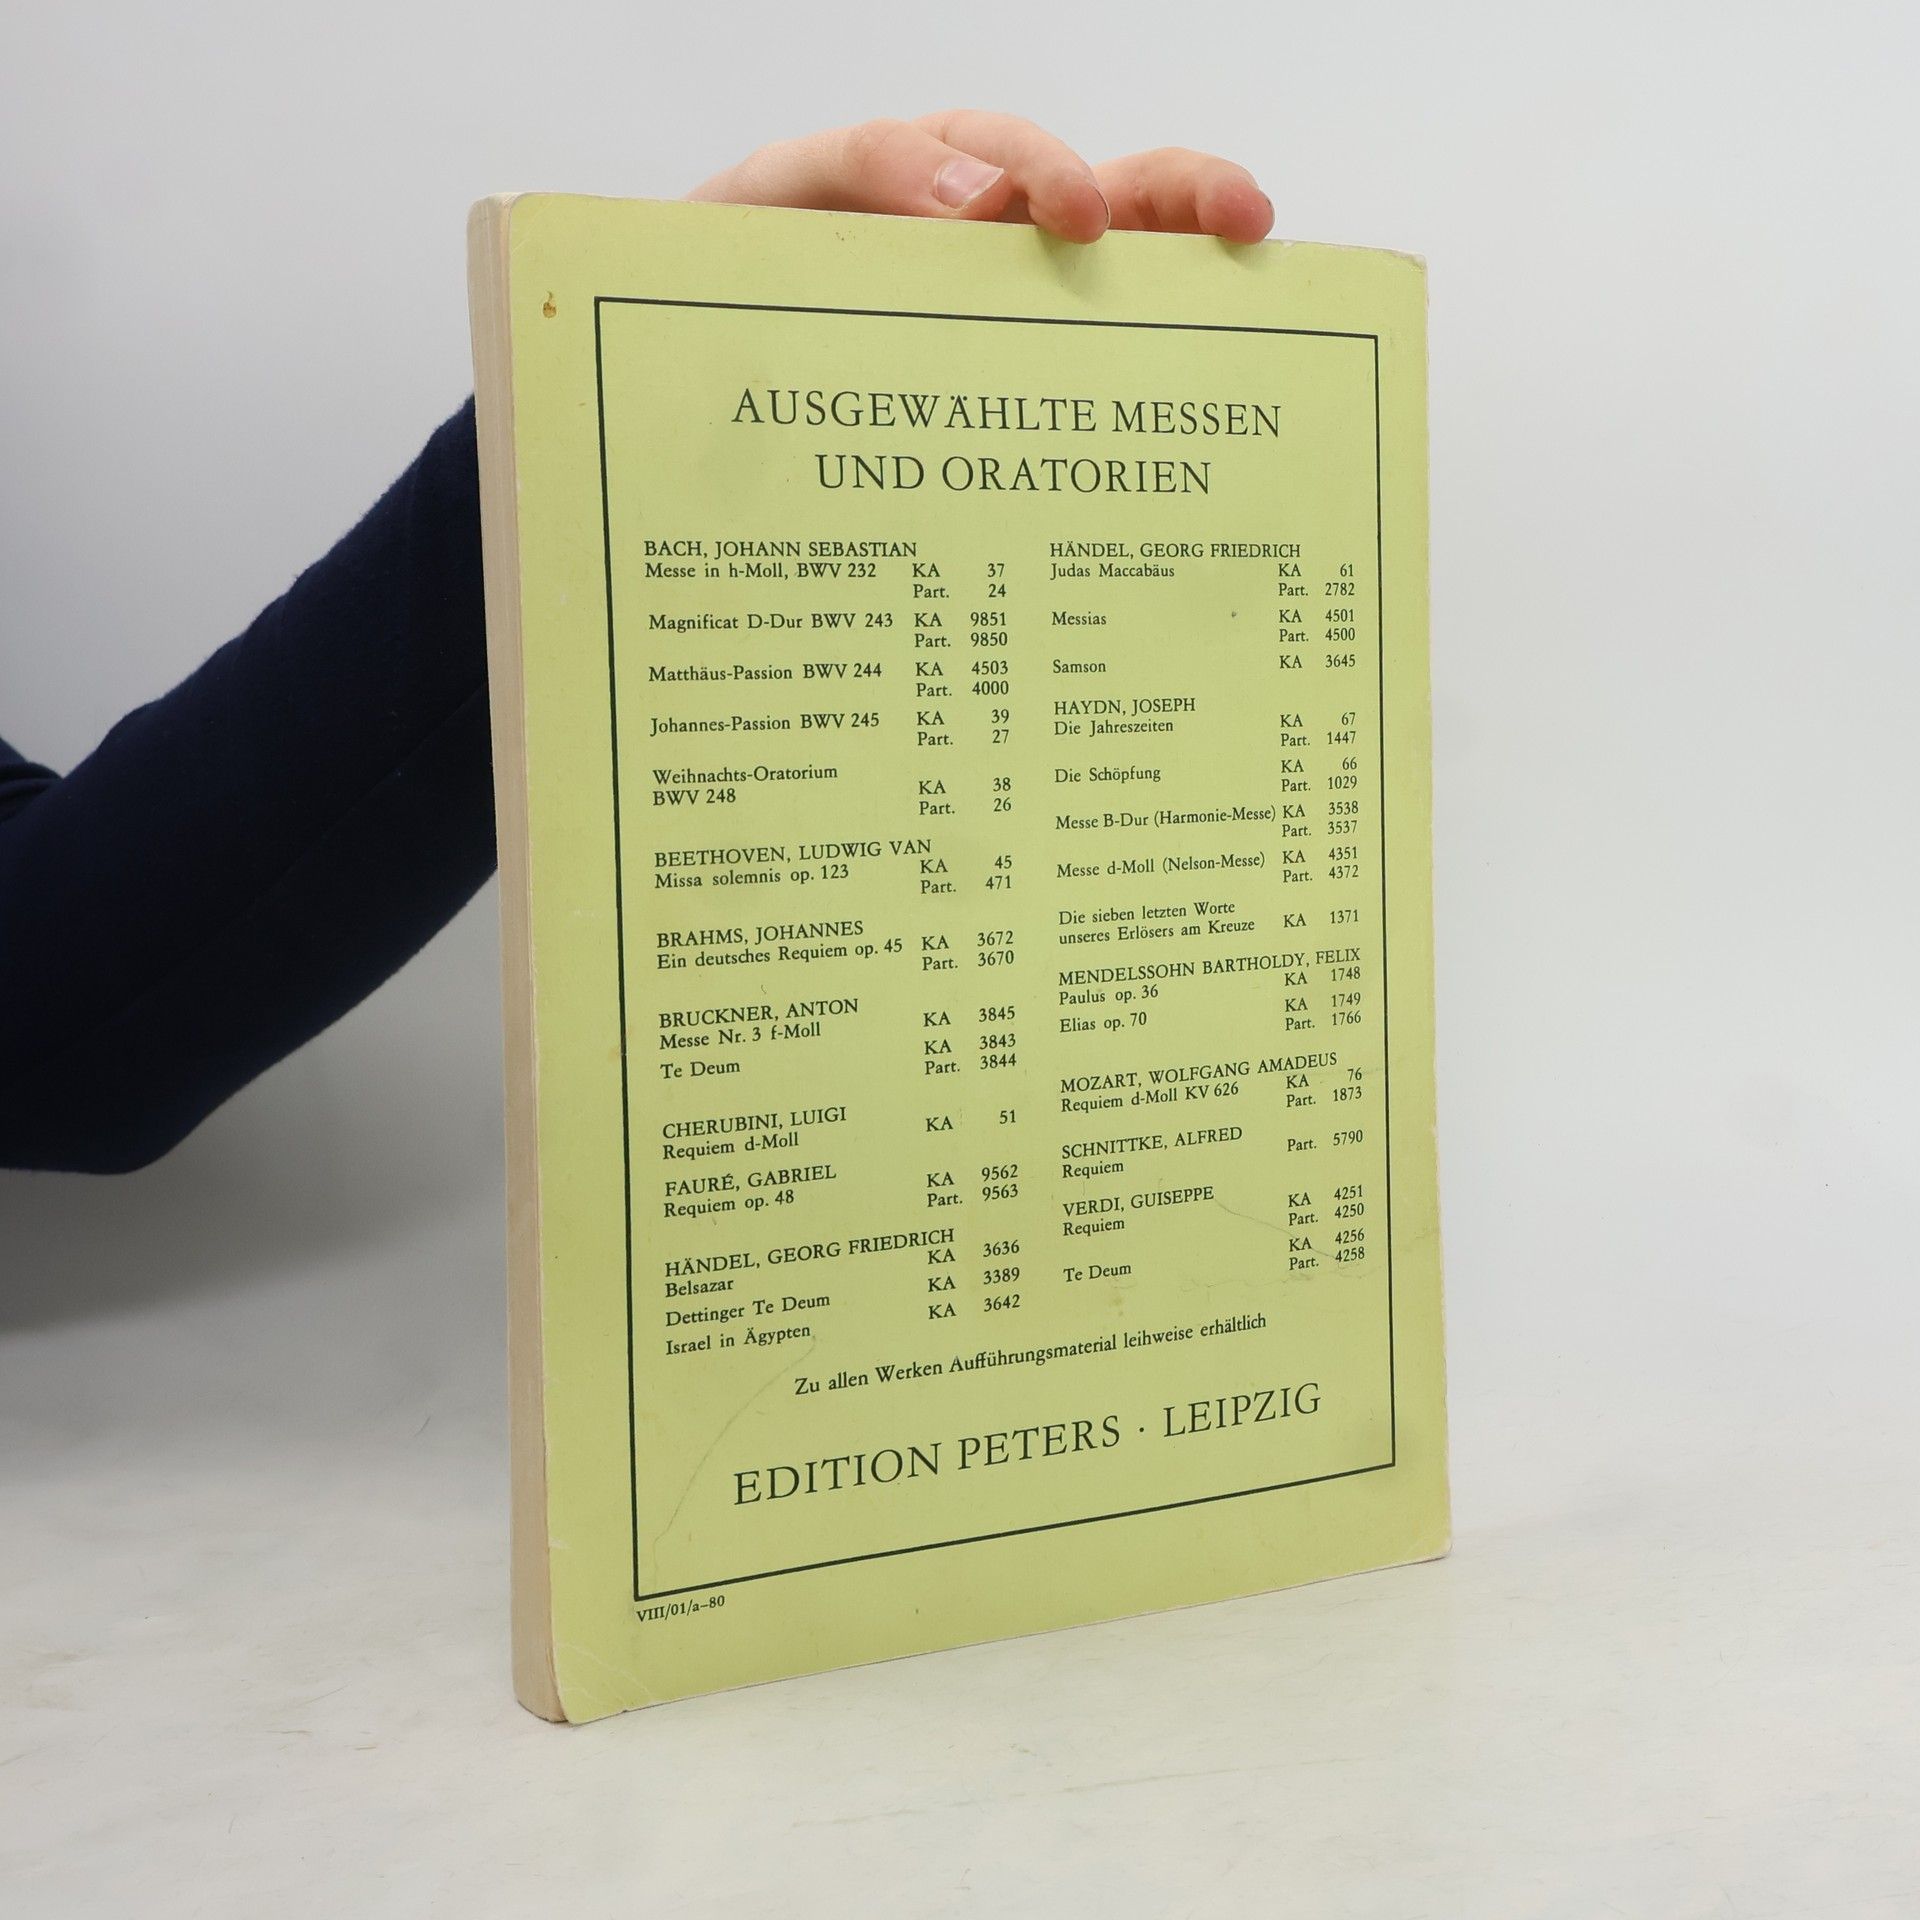 AUSGEWÄHLTE MESSEN
UND ORATORIEN
BACH, JOHANN SEBASTIAN
Messe in h-Moll, BWV 232 KA 37
Part. 24
Magnificat D-Dur BWV 243 KA 9851
Part. 9850
Matthäus-Passion BWV 244 KA 4503
Part. 4000
Johannes-Passion BWV 245 KA 39
Part. 27
Weihnachts-Oratorium
BWV 248 KA 38
Part. 26
BEETHOVEN, LUDWIG VAN
Missa solemnis op. 123 KA 45
Part. 471
BRAHMS, JOHANNES
Ein deutsches Requiem op. 45 KA 3672
Part. 3670
BRUCKNER, ANTON
Messe Nr. 3 f-Moll KA 3845
Te Deum KA 3843
Part. 3844
CHERUBINI, LUIGI
Requiem d-Moll KA 51
FAURÉ, GABRIEL
Requiem op. 48 KA 9562
Part. 9563
HÄNDEL, GEORG FRIEDRICH
Belsazar KA 3636
Dettinger Te Deum KA 3389
Israel in Ägypten KA 3642
HÄNDEL, GEORG FRIEDRICH
Judas Maccabäus KA 61
Part. 2782
Messias KA 4501
Part. 4500
Samson KA 3645
HAYDN, JOSEPH
Die Jahreszeiten KA 67
Part. 1447
Die Schöpfung KA 66
Part. 1029
Messe B-Dur (Harmonie-Messe) KA 3538
Part. 3537
Messe d-Moll (Nelson-Messe) KA 4351
Part. 4372
Die sieben letzten Worte
unseres Erlösers am Kreuze KA 1371
MENDELSSOHN BARTHOLDY, FELIX
Paulus op. 36 KA 1748
Elias op. 70 KA 1749
Part. 1766
MOZART, WOLFGANG AMADEUS
Requiem d-Moll KV 626 KA 76
Part. 1873
SCHNITTKE, ALFRED
Requiem Part. 5790
VERDI, GUISEPPE
Requiem KA 4251
Part. 4250
Te Deum KA 4256
Part. 4258
Zu allen Werken Aufführungsmaterial leihweise erhältlich
EDITION PETERS · LEIPZIG
VIII/01/a-80